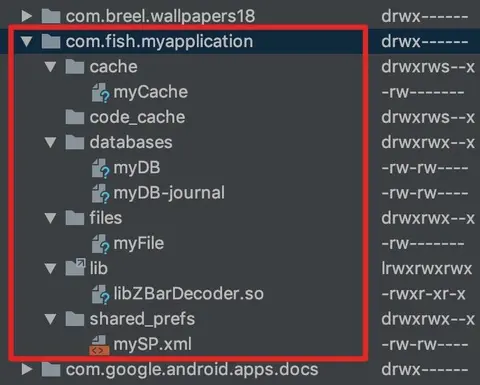 com.breel.wallpapers18 drwx------
com.fish.myapplication drwx------
cache drwxrws--x
myCache -rw-------
code_cache drwxrws--x
databases drwxrwx--x
myDB -rw-rw----
myDB-journal -rw-rw----
files drwxrwx--x
myFile -rw-------
lib lrwxrwxrwx
libZBarDecoder.so -rwxr-xr-x
shared_prefs drwxrwx--x
mySP.xml -rw-rw----
com.google.android.apps.docs drwx------